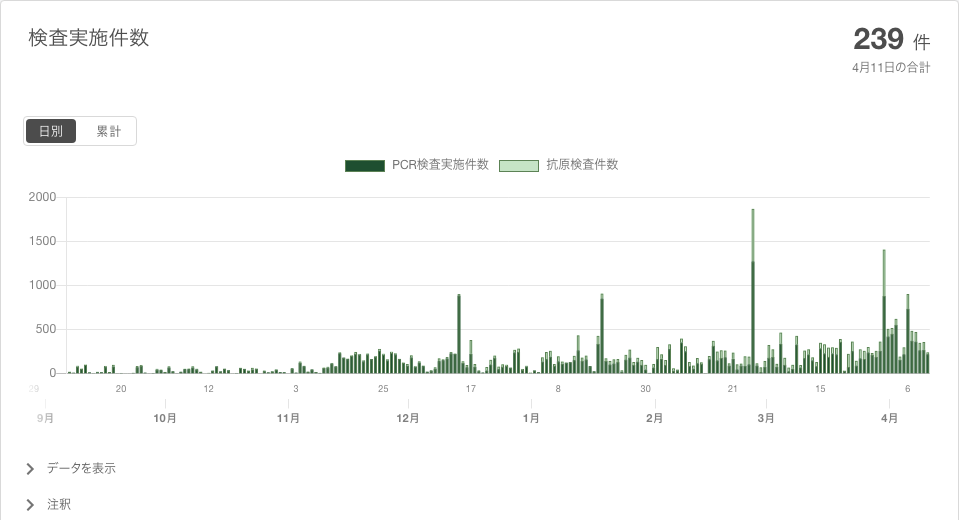 検査実施件数
239 件
4月11日の合計
日別 累計
PCR検査実施件数 抗原検査件数
2000
1500
1000
500
0
29 20 12 3 25 17 8 30 21 15 6
9月 10月 11月 12月 1月 2月 3月 4月
データを表示
注釈